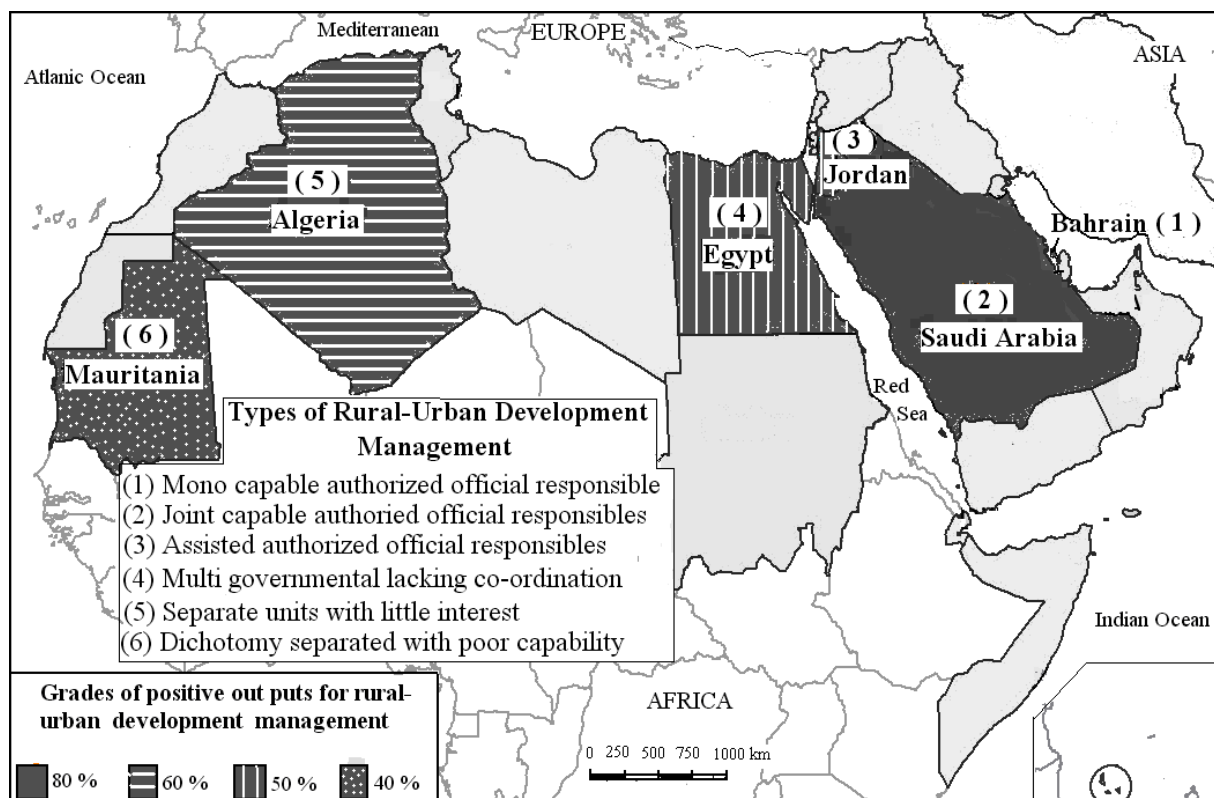 Mediterranean
EUROPE
ASIA
Atlanic Ocean
( 3 )
Jordan
( 5 )
Algeria
( 4 )
Egypt
Bahrain ( 1 )
( 2 )
Saudi Arabia
( 6 )
Mauritania
Red
Sea
Types of Rural-Urban Development
Management
(1) Mono capable authorized official responsible
(2) Joint capable authoried official responsibles
(3) Assisted authorized official responsibles
(4) Multi governmental lacking co-ordination
(5) Separate units with little interest
(6) Dichotomy separated with poor capability
Indian Ocean
AFRICA
0 250 500 750 1000 km
Grades of positive out puts for rural-
urban development management
80 % 60 % 50 % 40 %